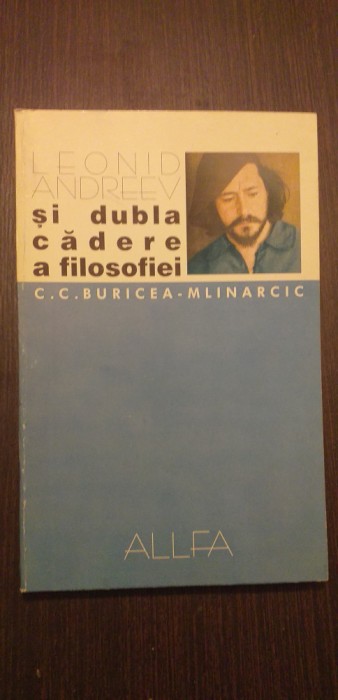 LEONID
ANDREEV
și dubla
cădere
a filosofiei
C.C.BURICEA-MLINARCIC
ALLFA